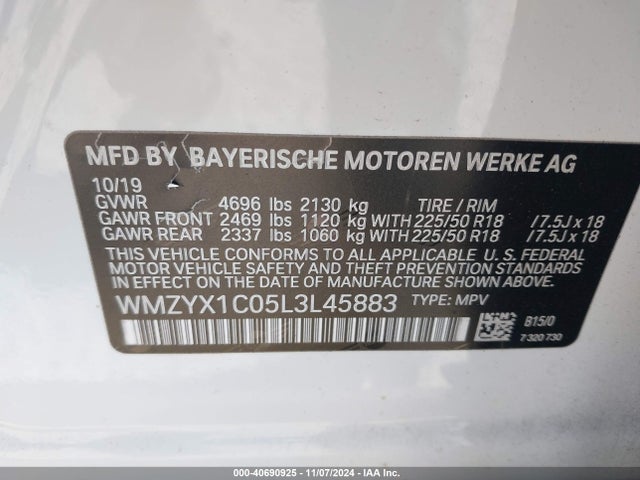 MFD BY BAYERISCHE MOTOREN WERKE AG
10/19
GVWR 4696 lbs 2130 kg TIRE / RIM
GAWR FRONT 2469 lbs 1120 kg WITH 225/50 R18 /7.5J x 18
GAWR REAR 2337 lbs 1060 kg WITH 225/50 R18 /7.5J x 18
THIS VEHICLE CONFORMS TO ALL APPLICABLE U.S. FEDERAL
MOTOR VEHICLE SAFETY, BUMPER, AND THEFT PREVENTION STANDARDS
IN EFFECT ON THE DATE OF MANUFACTURE SHOWN ABOVE.
WMZYX1C05L3L45883 TYPE: MPV
B15/0
7 320 730
000-40690925 - 11/07/2024 - IAAI.COM